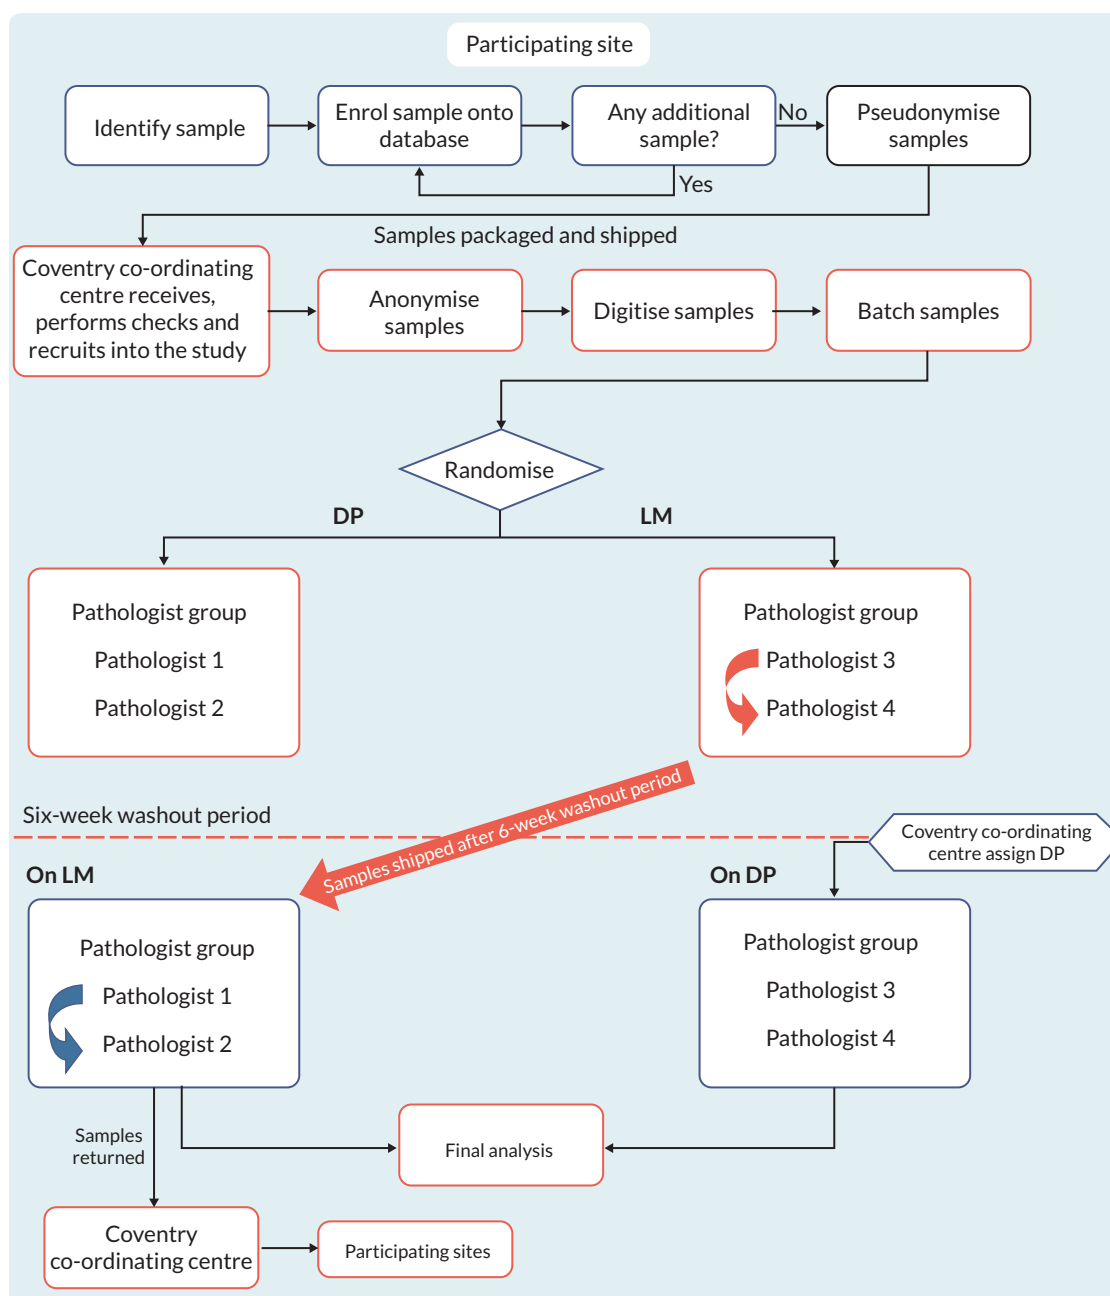 Participating site
Identify sample
Enrol sample onto
database
Any additional
sample?
No
Pseudonymise
samples
Yes
Samples packaged and shipped
Coventry co-ordinating
centre receives,
performs checks and
recruits into the study
Anonymise
samples
Digitise samples
Batch samples
Randomise
DP
LM
Pathologist group
Pathologist 1
Pathologist 2
Pathologist group
Pathologist 3
Pathologist 4
Samples shipped after 6-week washout period
Six-week washout period
Coventry co-ordinating
centre assign DP
On LM
On DP
Pathologist group
Pathologist 1
Pathologist 2
Pathologist group
Pathologist 3
Pathologist 4
Samples
returned
Final analysis
Coventry
co-ordinating centre
Participating sites